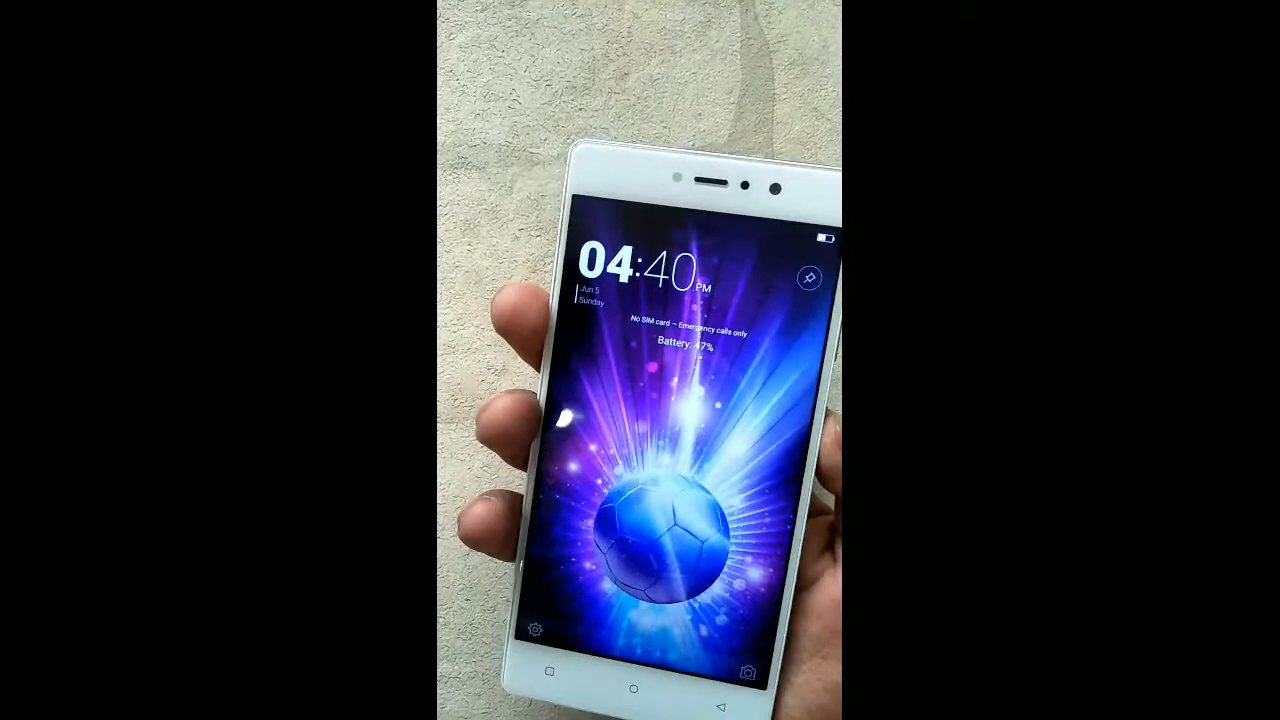 04:40 PM
Jun 5
Sunday
No SIM card — Emergency calls only
Battery: 47%